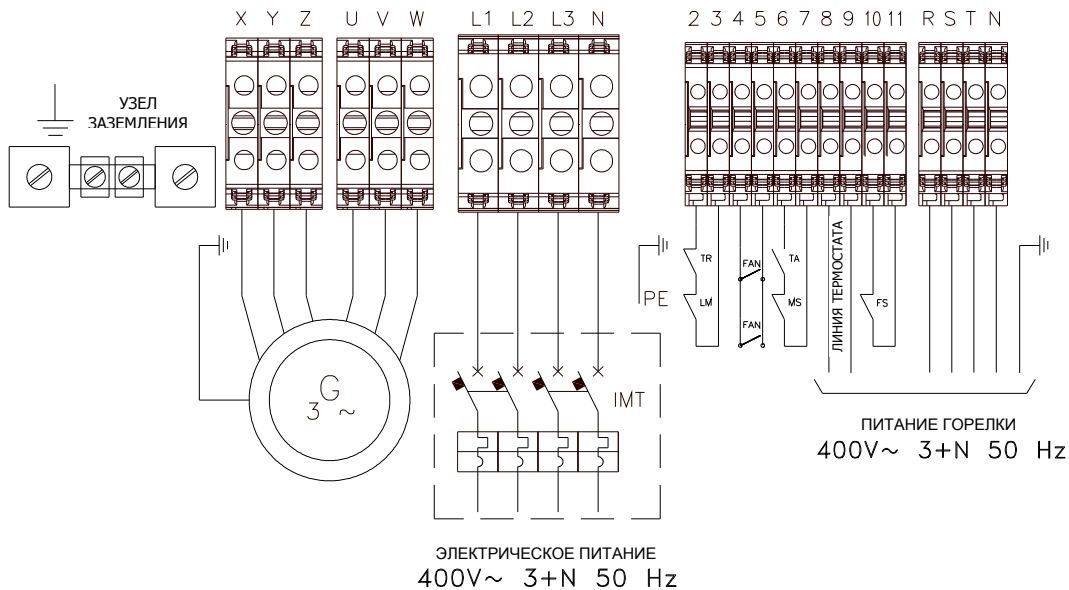 X Y Z U V W L1 L2 L3 N 2 3 4 5 6 7 8 9 10 11 R S T N
УЗЕЛ
ЗАЗЕМЛЕНИЯ
PE
TR
LM
FAN
FAN
TA
MS
ЛИНИЯ ТЕРМОСТАТА
FS
G
3 ~
IMT
ПИТАНИЕ ГОРЕЛКИ
400V~ 3+N 50 Hz
ЭЛЕКТРИЧЕСКОЕ ПИТАНИЕ
400V~ 3+N 50 Hz